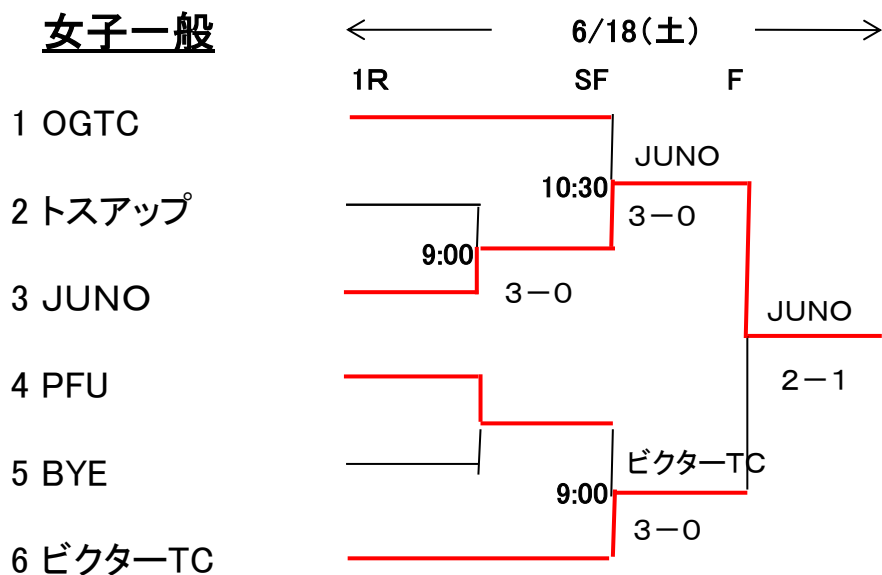 女子一般
6/18(土)
1R SF F
1 OGTC
JUNO
10:30
2 トスアップ
3-0
9:00
3 JUNO
3-0
JUNO
4 PFU
2-1
5 BYE
ビクターTC
9:00
3-0
6 ビクターTC